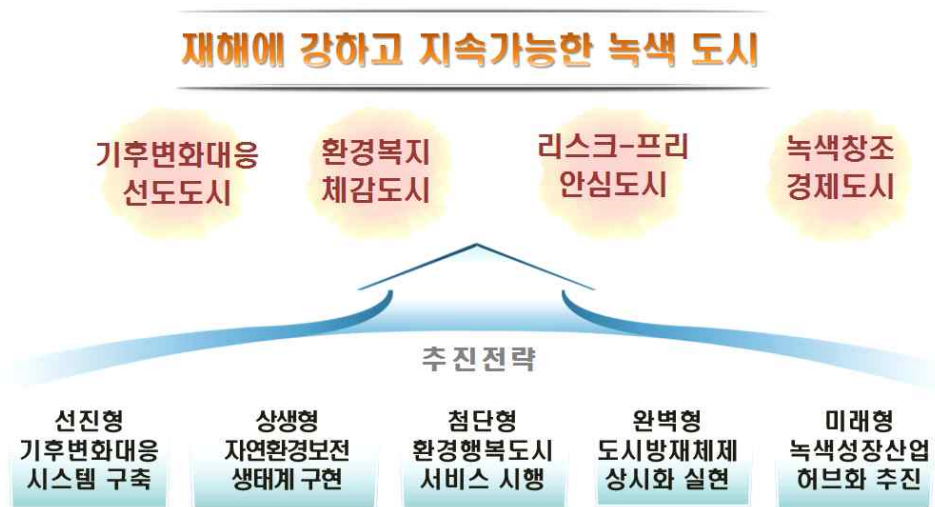 재해에 강하고 지속가능한 녹색 도시
기후변화대응
선도도시
환경복지
체감도시
리스크-프리
안심도시
녹색창조
경제도시
추진전략
선진형
기후변화대응
시스템 구축
상생형
자연환경보전
생태계 구현
첨단형
환경행복도시
서비스 시행
완벽형
도시방재체제
상시화 실현
미래형
녹색성장산업
허브화 추진